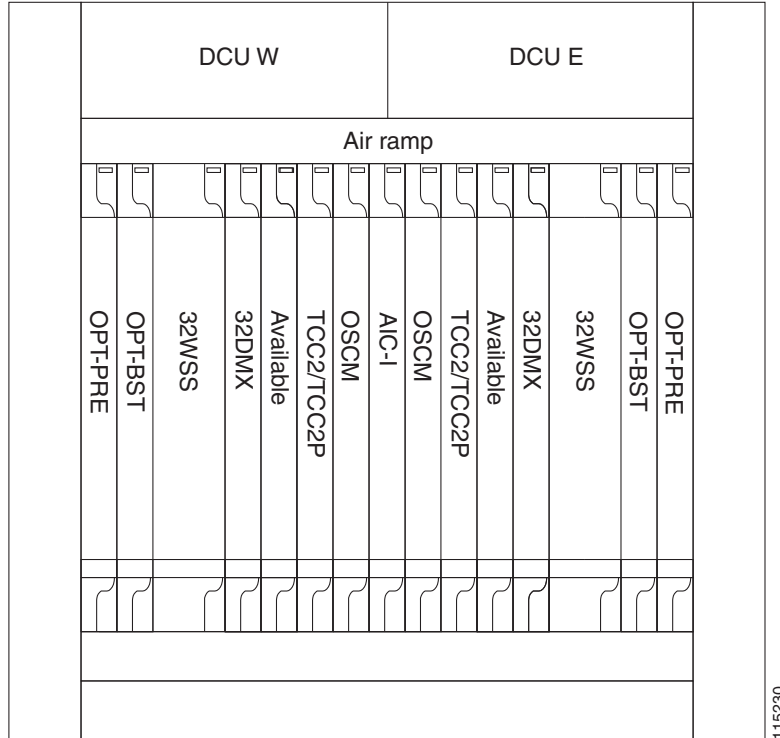 DCU W
DCU E
Air ramp
OPT-PRE
OPT-BST
32WSS
32DMX
Available
TCC2/TCC2P
OSCM
AIC-I
OSCM
TCC2/TCC2P
Available
32DMX
32WSS
OPT-BST
OPT-PRE
115230